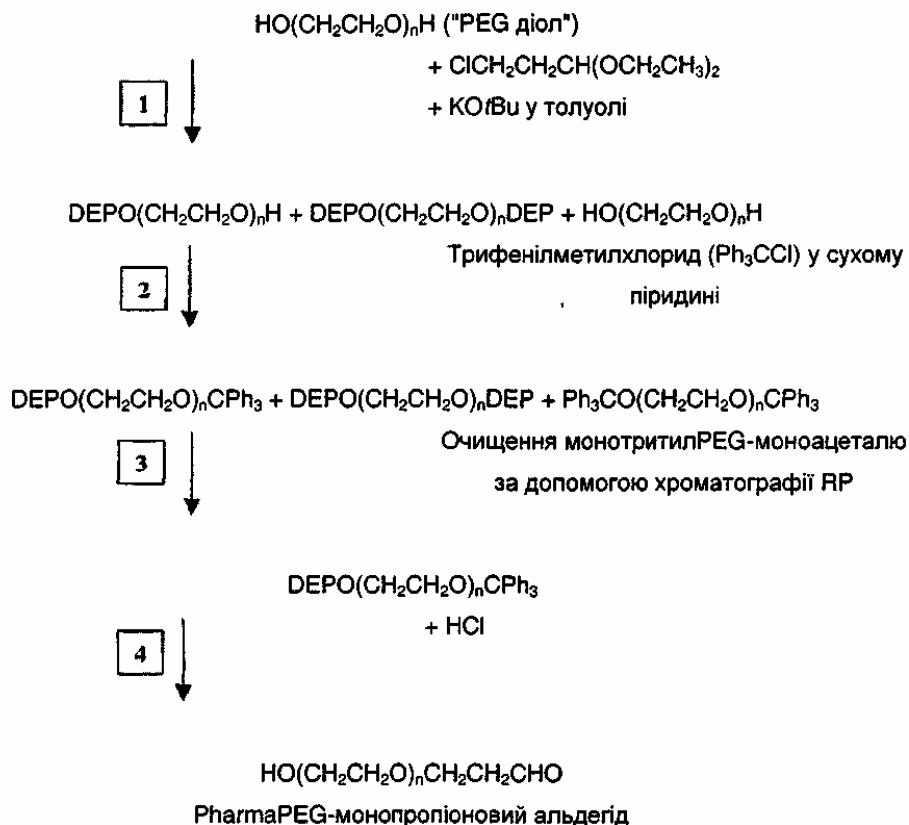 HO(CH₂CH₂O)ₙH ("PEG діол")
+ ClCH₂CH₂CH(OCH₂CH₃)₂
1
+ KOtBu у толуолі
DEPO(CH₂CH₂O)ₙH + DEPO(CH₂CH₂O)ₙDEP + HO(CH₂CH₂O)ₙH
Трифенілметилхлорид (Ph₃CCl) у сухому
2
піридині
DEPO(CH₂CH₂O)ₙCPh₃ + DEPO(CH₂CH₂O)ₙDEP + Ph₃CO(CH₂CH₂O)ₙCPh₃
Очищення монотритилPEG-моноацеталю
3
за допомогою хроматографії RP
DEPO(CH₂CH₂O)ₙCPh₃
+ HCl
4
HO(CH₂CH₂O)ₙCH₂CH₂CHO
PharmaPEG-монопропіоновий альдегід